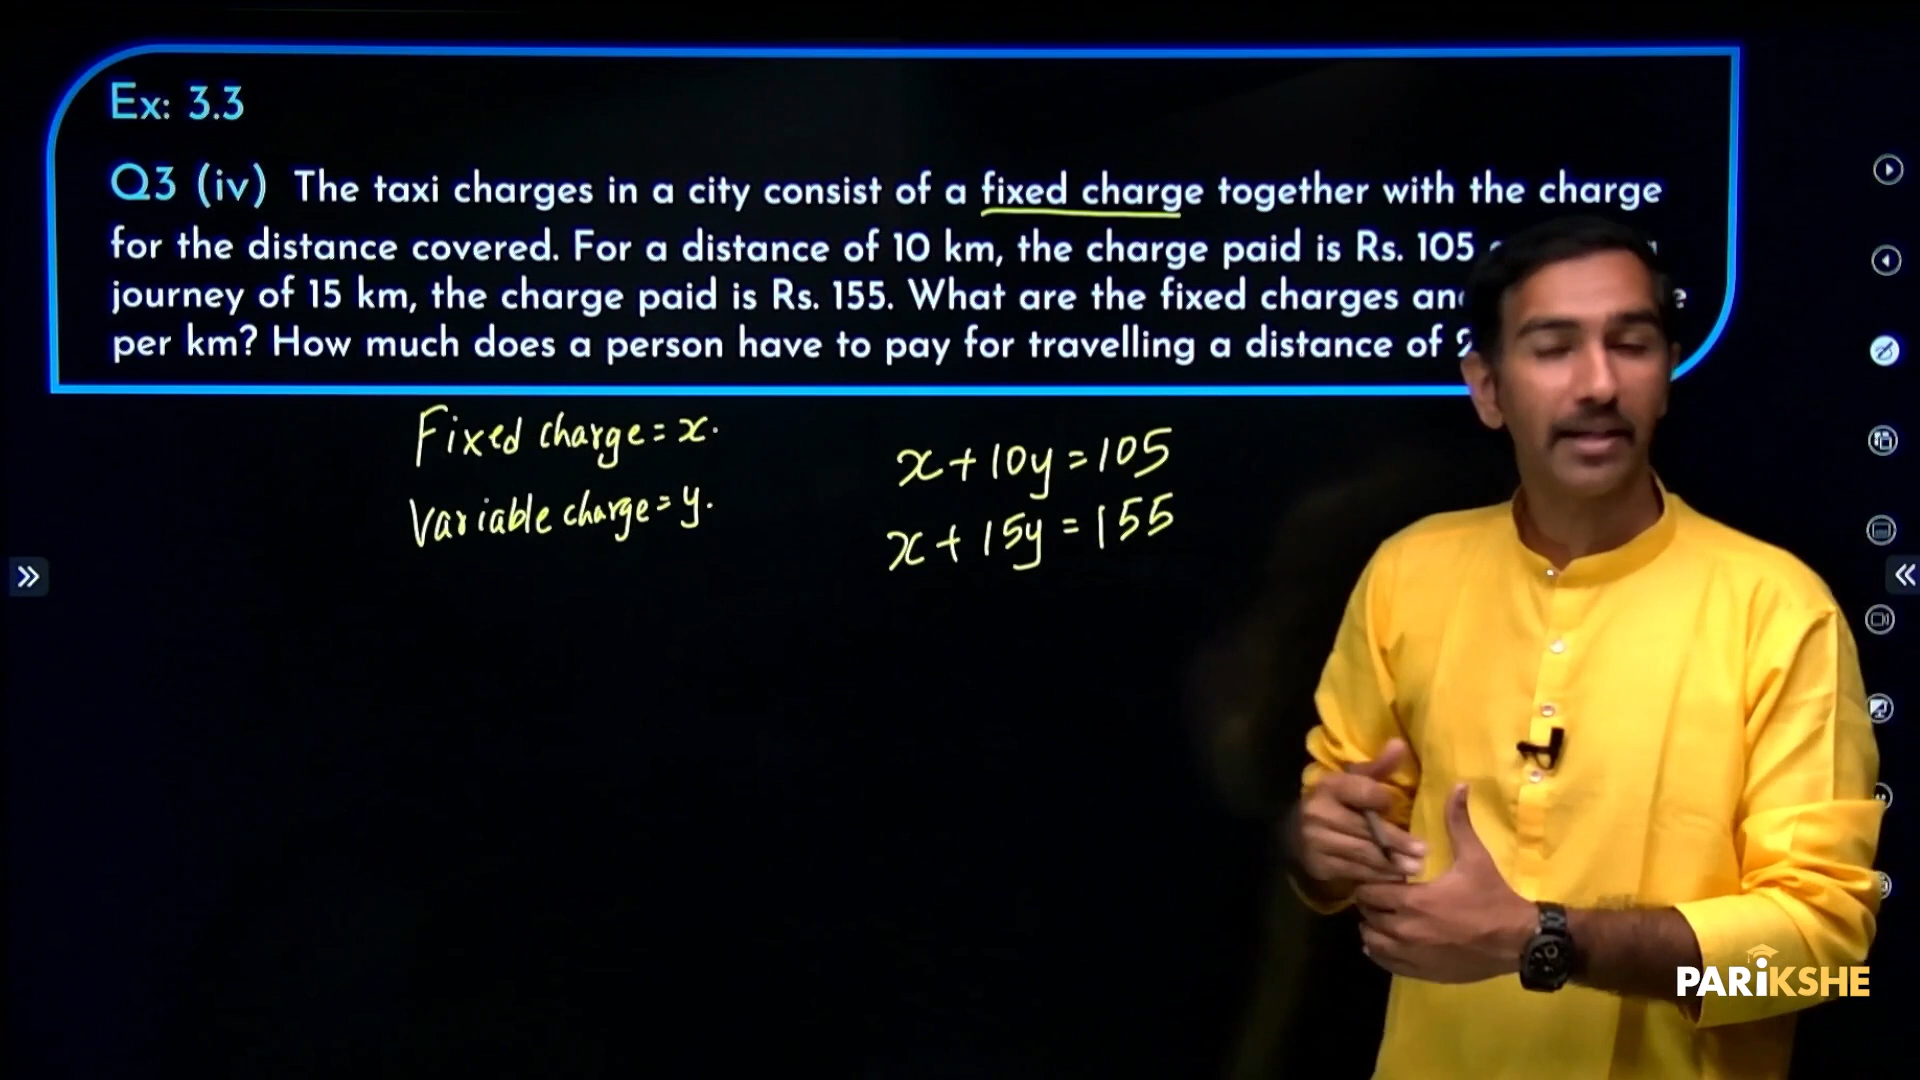 Ex: 3.3
Q3 (iv) The taxi charges in a city consist of a fixed charge together with the charge
for the distance covered. For a distance of 10 km, the charge paid is Rs. 105
journey of 15 km, the charge paid is Rs. 155. What are the fixed charges
per km? How much does a person have to pay for travelling a distance of
Fixed charge = x.
Variable charge = y.
x + 10y = 105
x + 15y = 155
PARIKSHE